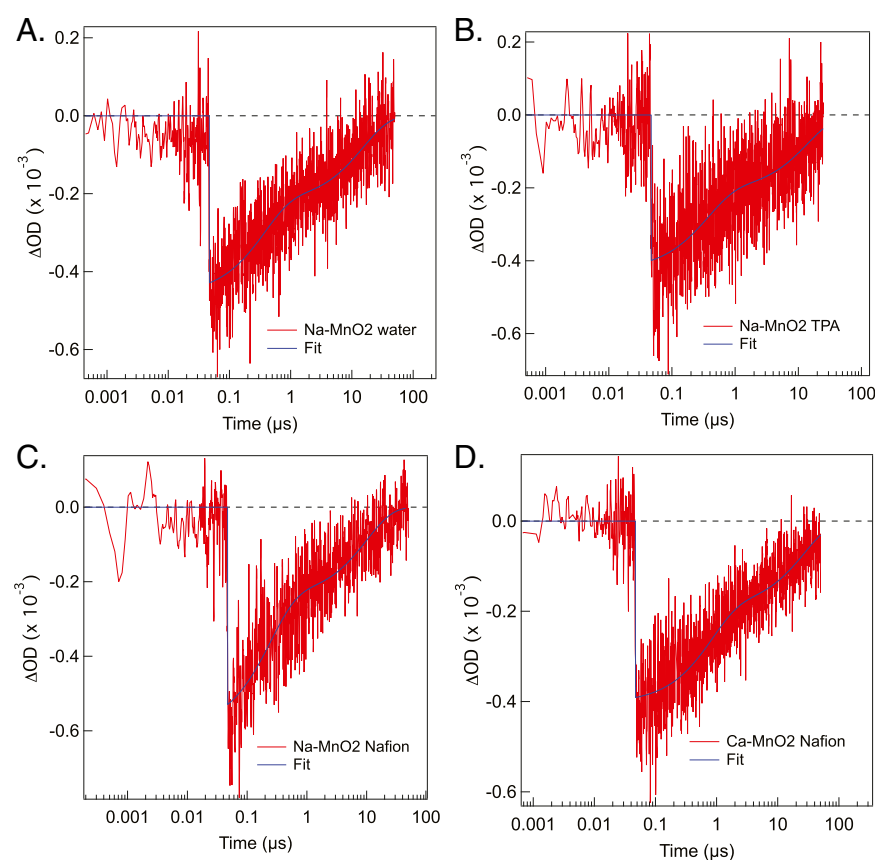 A.
0.2
0.0
-0.2
-0.4
-0.6
ΔOD (x 10⁻³)
Na-MnO2 water
Fit
0.001
0.01
0.1
1
10
100
Time (µs)
B.
0.2
0.0
-0.2
-0.4
-0.6
ΔOD (x 10⁻³)
Na-MnO2 TPA
Fit
0.001
0.01
0.1
1
10
100
Time (µs)
C.
0.0
-0.2
-0.4
-0.6
ΔOD (x 10⁻³)
Na-MnO2 Nafion
Fit
0.001
0.01
0.1
1
10
100
Time (µs)
D.
0.0
-0.2
-0.4
-0.6
ΔOD (x 10⁻³)
Ca-MnO2 Nafion
Fit
0.001
0.01
0.1
1
10
100
Time (µs)